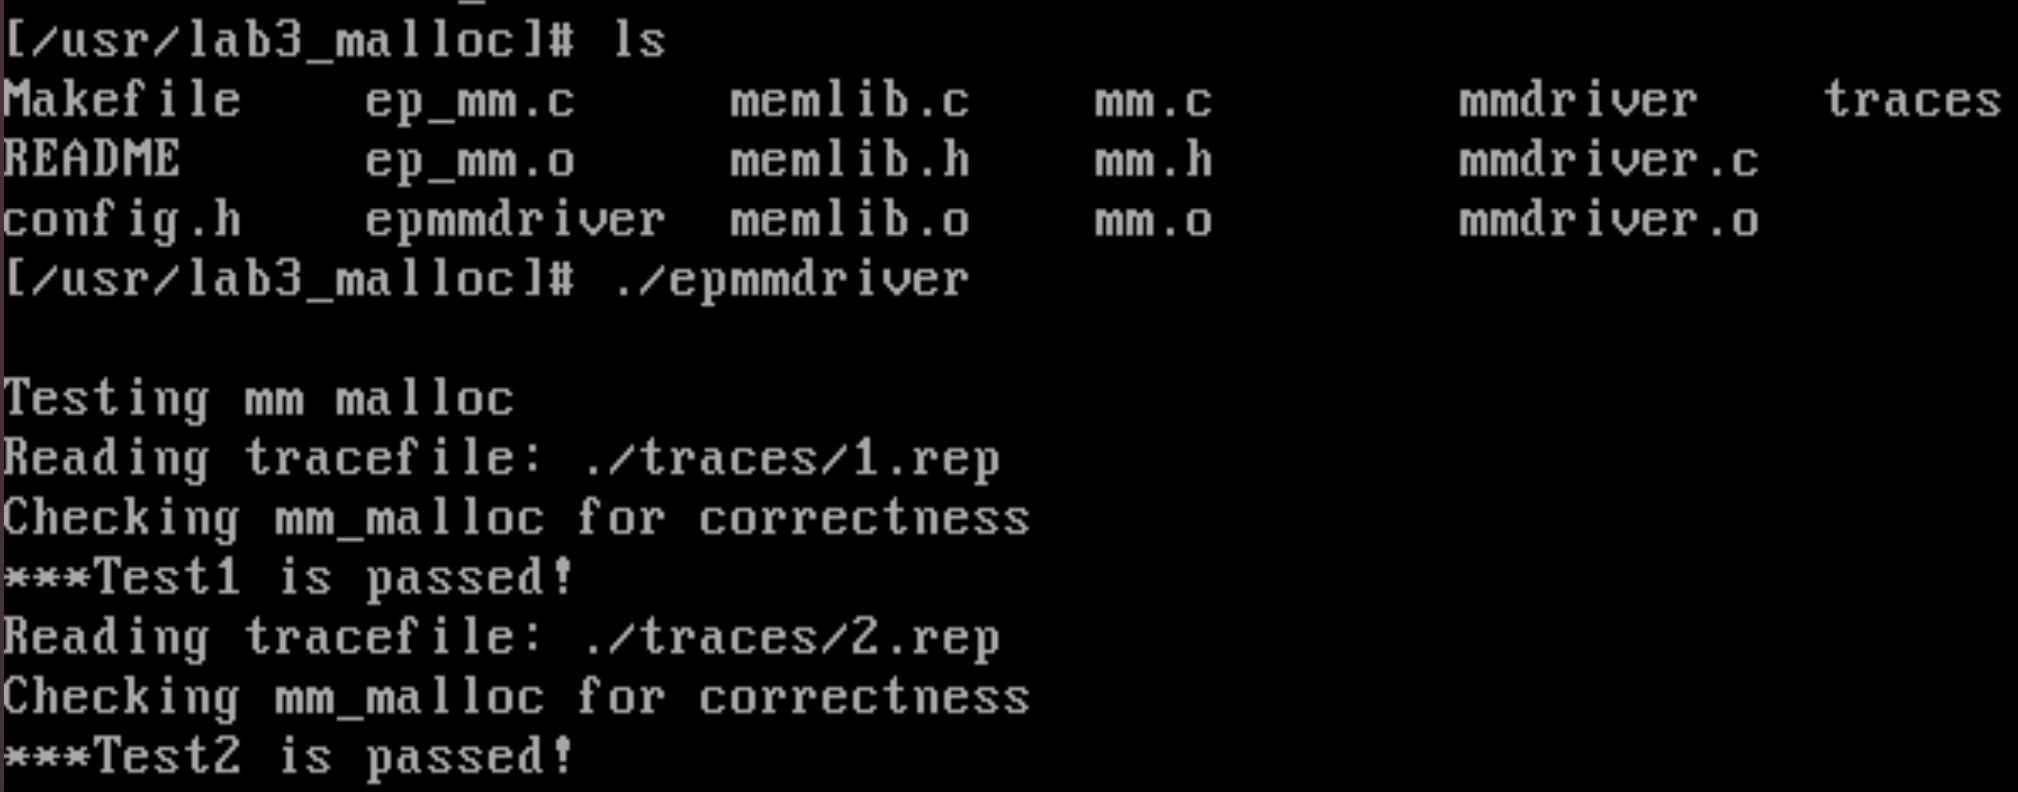 [/usr/lab3_malloc]# ls
Makefile ep_mm.c memlib.c mm.c mmdriver traces
README ep_mm.o memlib.h mm.h mmdriver.c
config.h epmmdriver memlib.o mm.o mmdriver.o
[/usr/lab3_malloc]# ./epmmdriver
Testing mm malloc
Reading tracefile: ./traces/1.rep
Checking mm_malloc for correctness
***Test1 is passed!
Reading tracefile: ./traces/2.rep
Checking mm_malloc for correctness
***Test2 is passed!